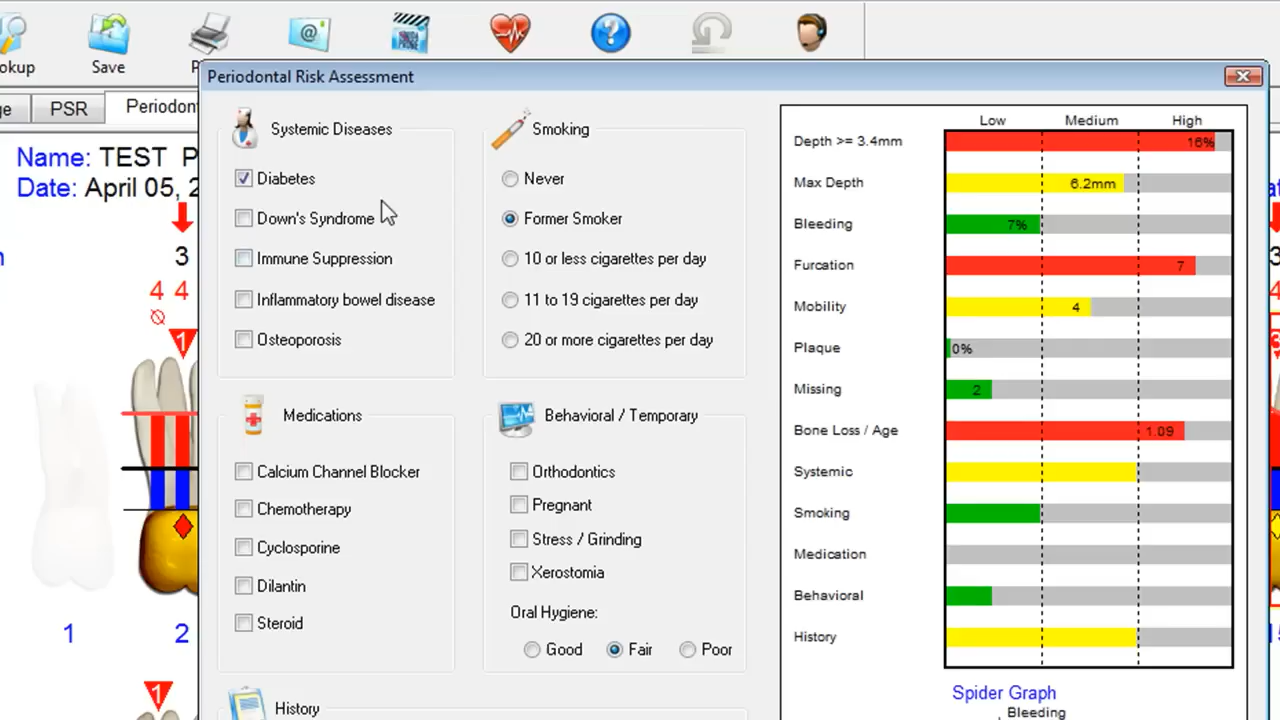 okup
Save
Periodontal Risk Assessment
ge
PSR
Periodon
Name: TEST P
Date: April 05, 2
3
4 4
1
1
2
1
Systemic Diseases
Diabetes
Down's Syndrome
Immune Suppression
Inflammatory bowel disease
Osteoporosis
Smoking
Never
Former Smoker
10 or less cigarettes per day
11 to 19 cigarettes per day
20 or more cigarettes per day
Medications
Calcium Channel Blocker
Chemotherapy
Cyclosporine
Dilantin
Steroid
Behavioral / Temporary
Orthodontics
Pregnant
Stress / Grinding
Xerostomia
Oral Hygiene:
Good
Fair
Poor
History
Low Medium High
Depth >= 3.4mm 16%
Max Depth 6.2mm
Bleeding 7%
Furcation 7
Mobility 4
Plaque 0%
Missing 2
Bone Loss / Age 1.09
Systemic
Smoking
Medication
Behavioral
History
Spider Graph
Bleeding